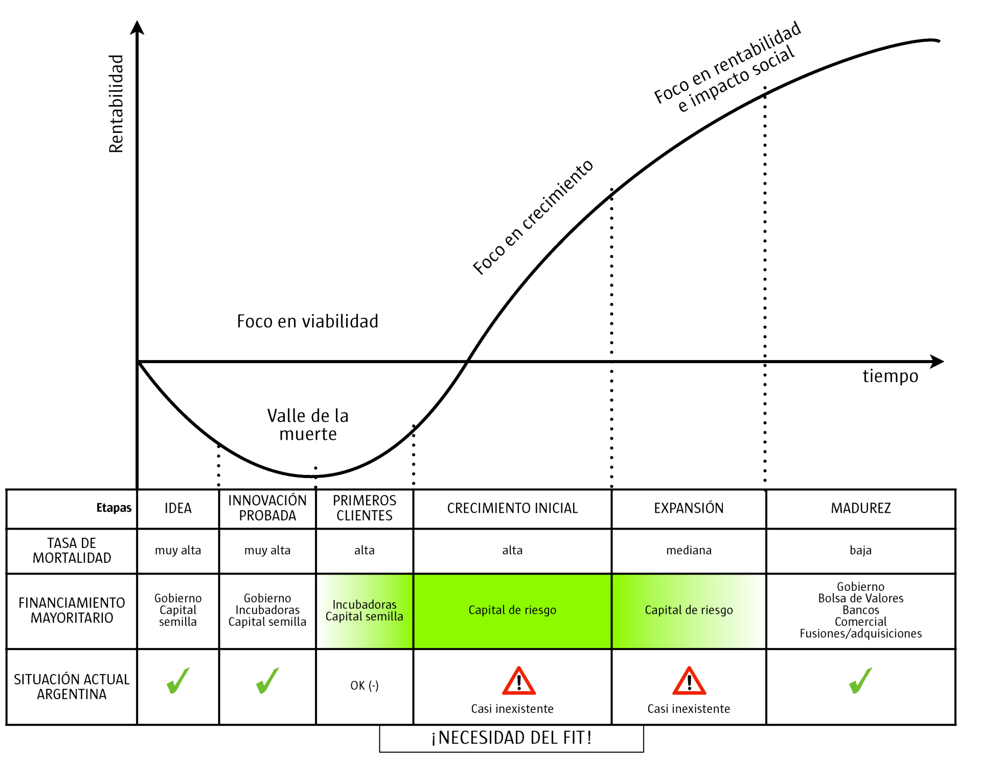 Rentabilidad
Foco en rentabilidad
e impacto social
Foco en crecimiento
Foco en viabilidad
tiempo
Valle de la
muerte
Etapas
IDEA
INNOVACIÓN
PROBADA
PRIMEROS
CLIENTES
CRECIMIENTO INICIAL
EXPANSIÓN
MADUREZ
TASA DE
MORTALIDAD
muy alta
muy alta
alta
alta
mediana
baja
FINANCIAMIENTO
MAYORITARIO
Gobierno
Capital
semilla
Gobierno
Incubadoras
Capital semilla
Incubadoras
Capital semilla
Capital de riesgo
Capital de riesgo
Gobierno
Bolsa de Valores
Bancos
Comercial
Fusiones/adquisiciones
SITUACIÓN ACTUAL
ARGENTINA
OK (-)
Casi inexistente
Casi inexistente
¡NECESIDAD DEL FIT!